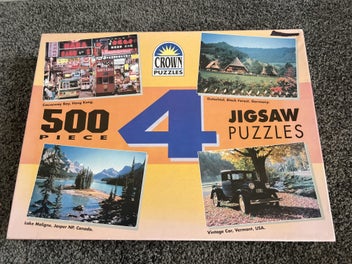 CROWN
PUZZLES
Causeway Bay, Hong Kong.
Gutachtal, Black Forest, Germany.
500
PIECE
4
JIGSAW
PUZZLES
Lake Maligne, Jasper NP, Canada.
Vintage Car, Vermont, USA.